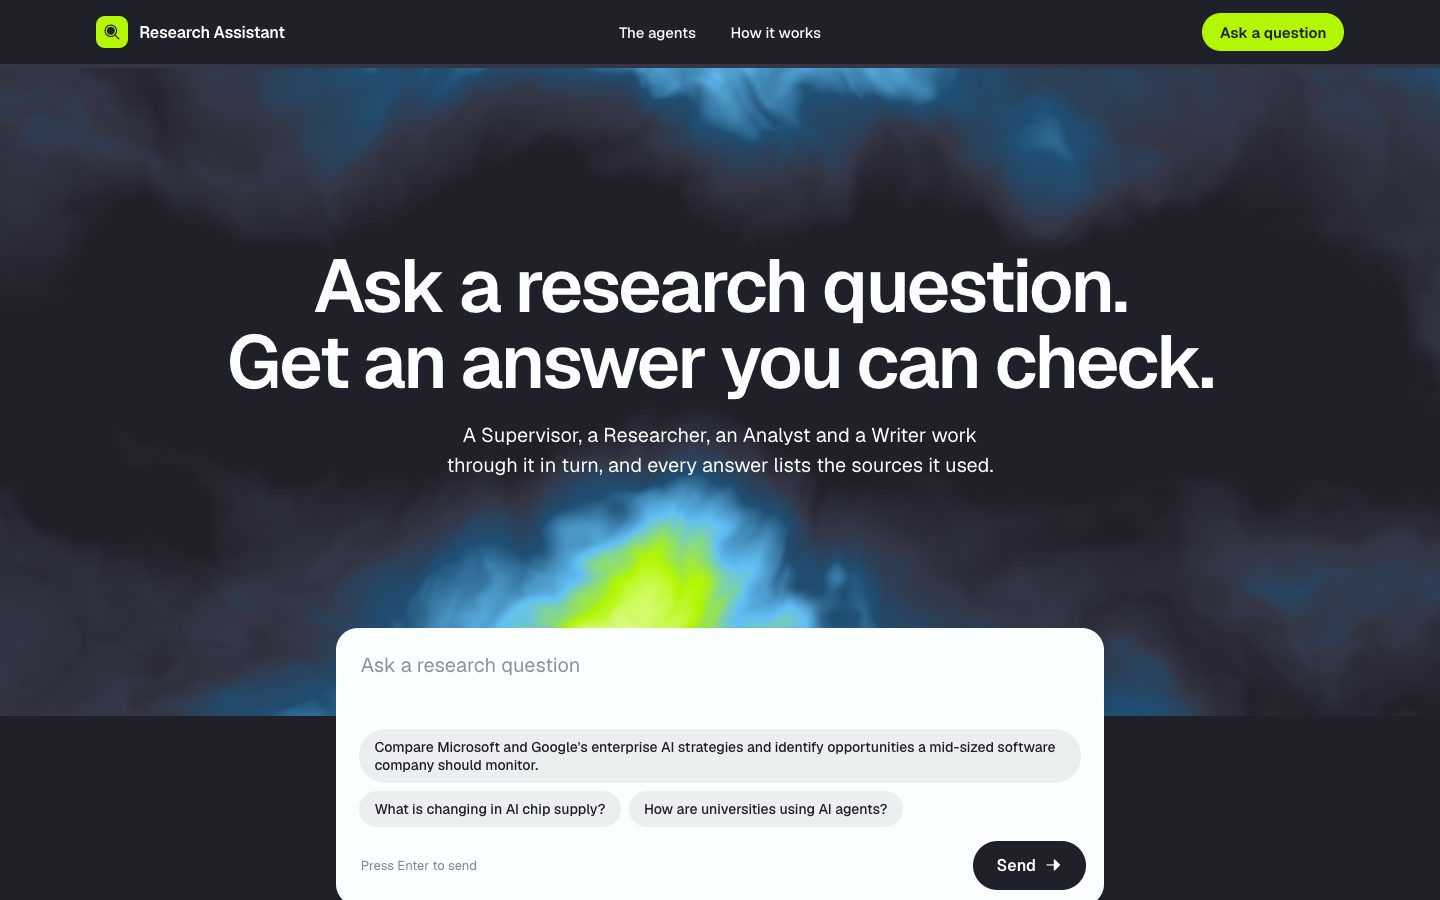 Research Assistant
The agents
How it works
Ask a question
Ask a research question.
Get an answer you can check.
A Supervisor, a Researcher, an Analyst and a Writer work
through it in turn, and every answer lists the sources it used.
Ask a research question
Compare Microsoft and Google's enterprise AI strategies and identify opportunities a mid-sized software
company should monitor.
What is changing in AI chip supply?
How are universities using AI agents?
Press Enter to send
Send